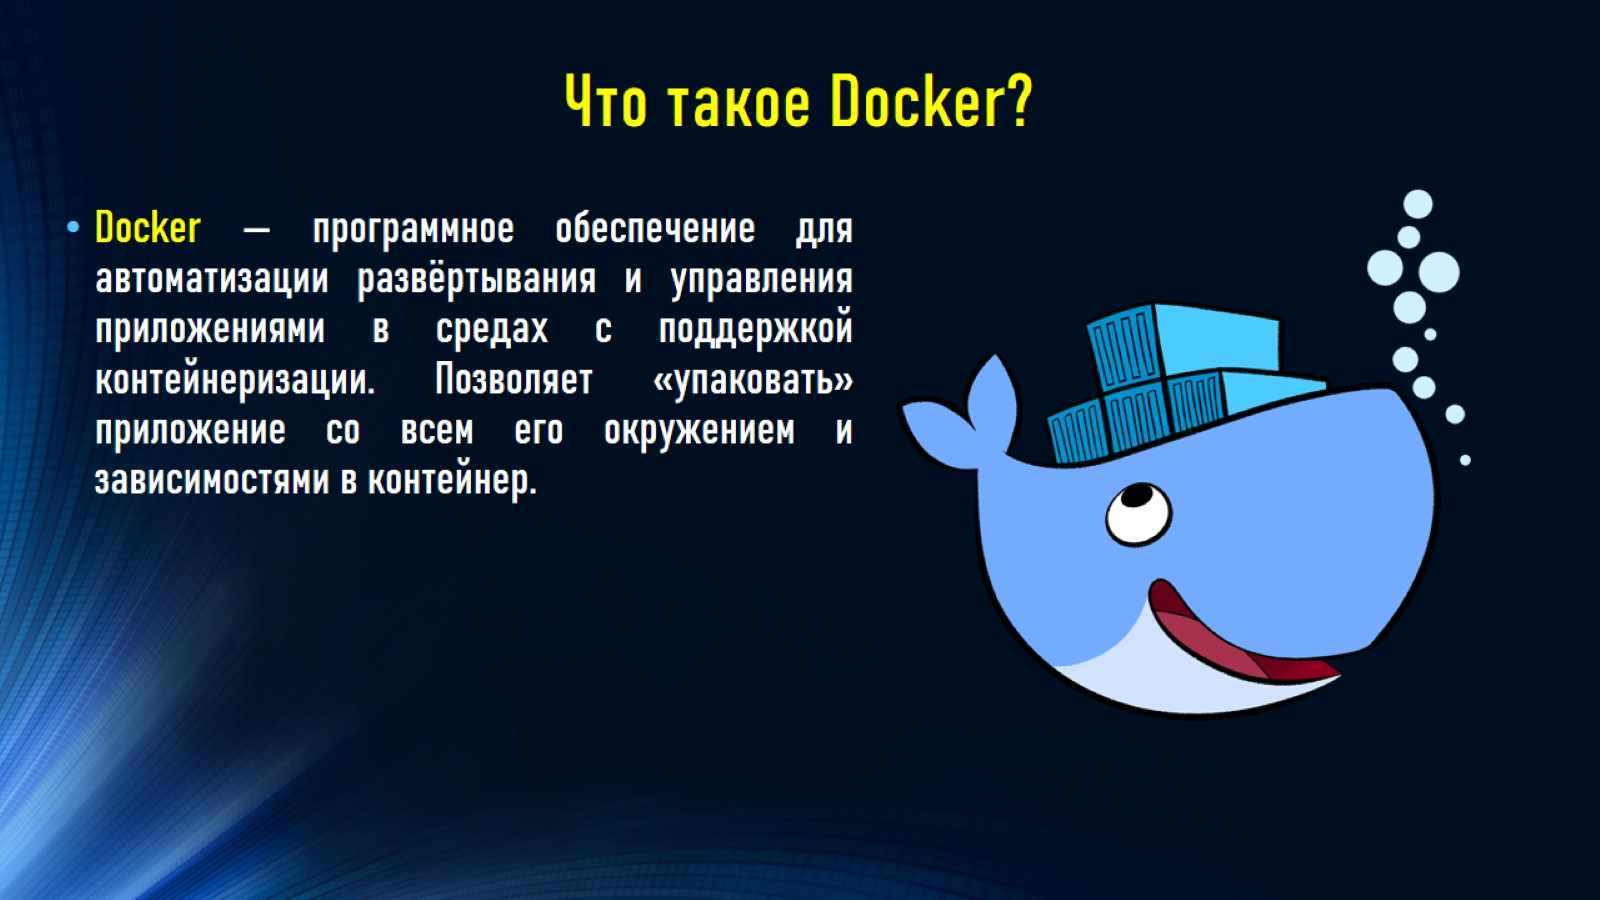 Что такое Docker?
• Docker — программное обеспечение для
автоматизации развёртывания и управления
приложениями в средах с поддержкой
контейнеризации. Позволяет «упаковать»
приложение со всем его окружением и
зависимостями в контейнер.